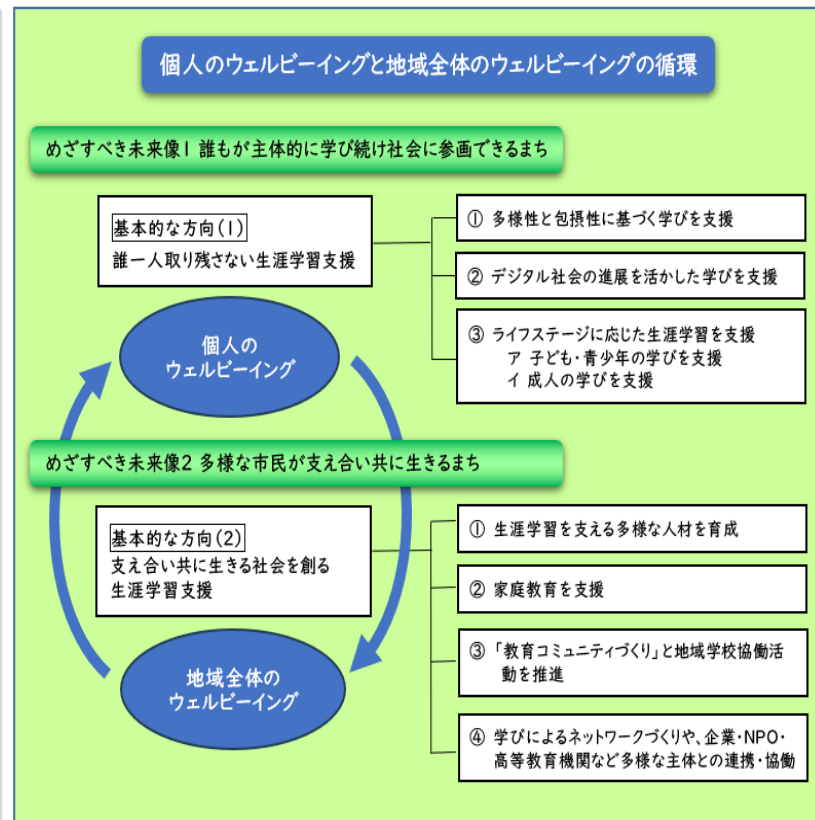 個人のウェルビーイングと地域全体のウェルビーイングの循環
めざすべき未来像1 誰もが主体的に学び続け社会に参画できるまち
基本的な方向(1)
誰一人取り残さない生涯学習支援
① 多様性と包摂性に基づく学びを支援
② デジタル社会の進展を活かした学びを支援
③ ライフステージに応じた生涯学習を支援
ア 子ども・青少年の学びを支援
イ 成人の学びを支援
個人の
ウェルビーイング
めざすべき未来像2 多様な市民が支え合い共に生きるまち
基本的な方向(2)
支え合い共に生きる社会を創る
生涯学習支援
① 生涯学習を支える多様な人材を育成
② 家庭教育を支援
③ 「教育コミュニティづくり」と地域学校協働活
動を推進
④ 学びによるネットワークづくりや、企業・NPO・
高等教育機関など多様な主体との連携・協働
地域全体の
ウェルビーイング